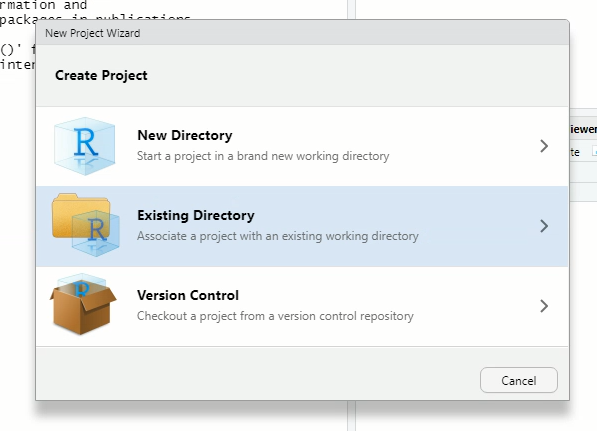 rmation and
packages in publications
New Project Wizard
()' f
inter
Create Project
New Directory
Start a project in a brand new working directory
iewer
te
Existing Directory
Associate a project with an existing working directory
Version Control
Checkout a project from a version control repository
Cancel